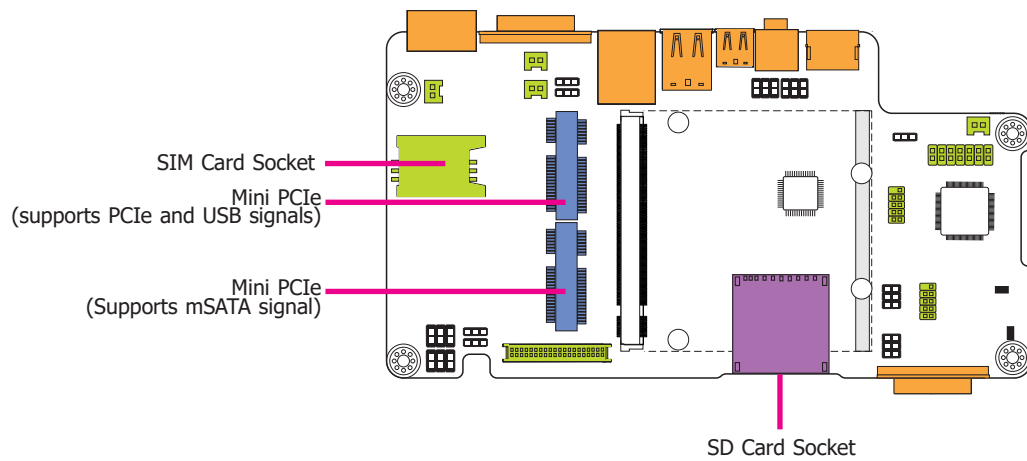 SIM Card Socket
Mini PCIe
(supports PCIe and USB signals)
Mini PCIe
(Supports mSATA signal)
SD Card Socket